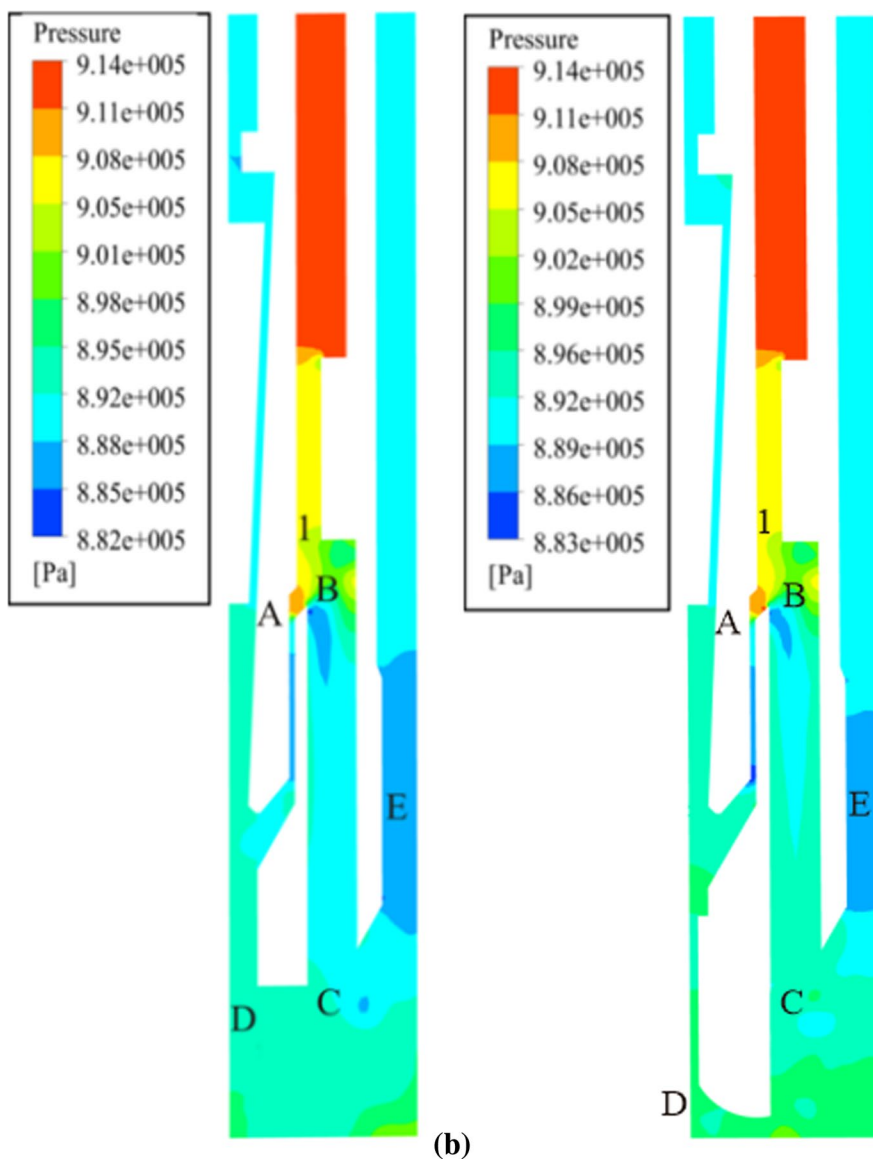 Pressure
9.14e+005
9.11e+005
9.08e+005
9.05e+005
9.01e+005
8.98e+005
8.95e+005
8.92e+005
8.88e+005
8.85e+005
8.82e+005
[Pa]
1
B
A
E
C
D
Pressure
9.14e+005
9.11e+005
9.08e+005
9.05e+005
9.02e+005
8.99e+005
8.96e+005
8.92e+005
8.89e+005
8.86e+005
8.83e+005
[Pa]
1
B
A
E
C
D
(b)